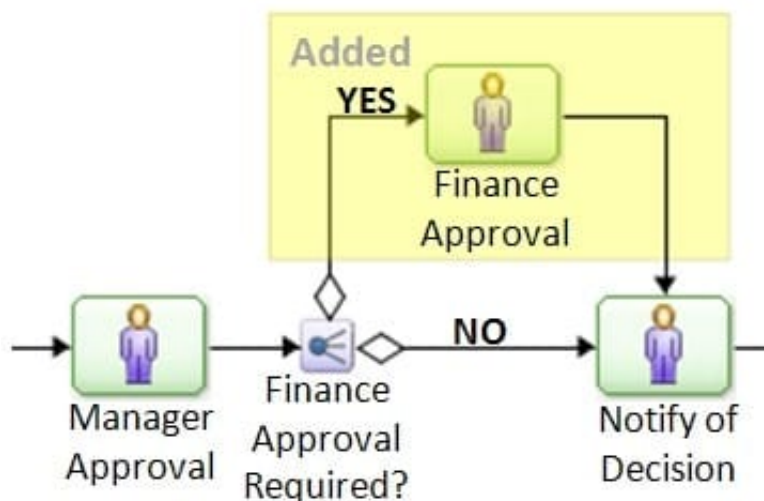 Added
YES
Finance
Approval
NO
Manager
Approval
Finance
Approval
Required?
Notify of
Decision